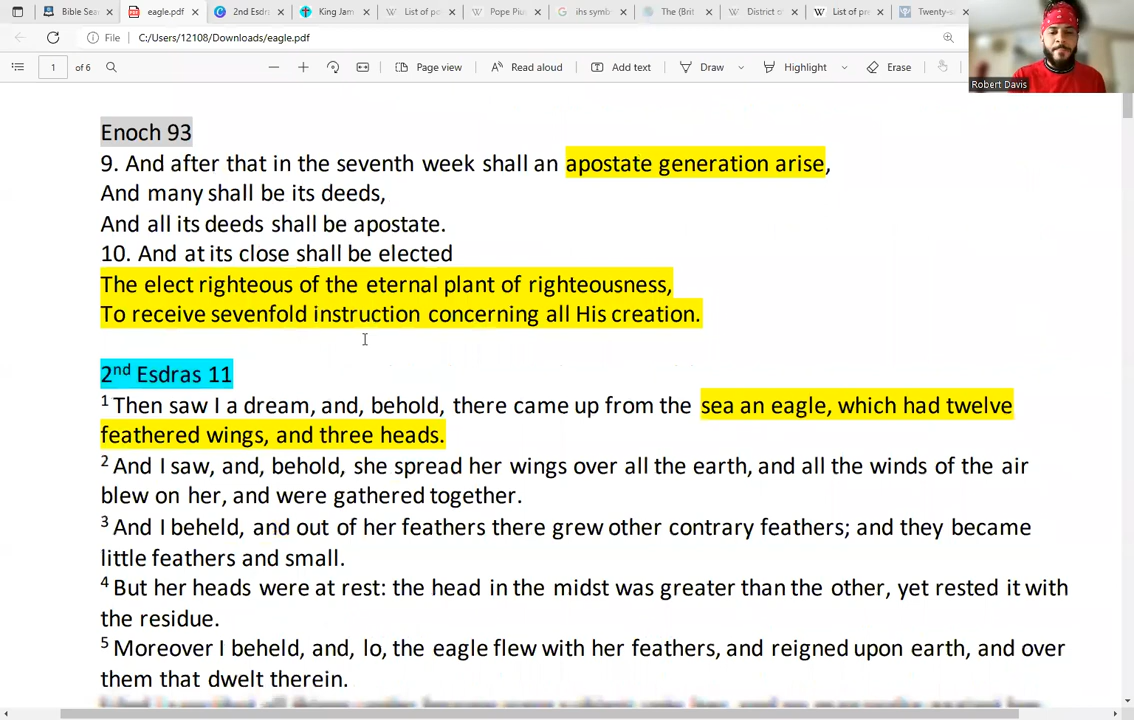 Bible Sea
eagle.pdf
2nd Esdr
King Jam
List of po
Pope Piu
ihs symb
The (Brit
District o
List of pre
Twenty-s
File C:/Users/12108/Downloads/eagle.pdf
1 of 6 Page view Read aloud Add text Draw Highlight Erase
Robert Davis
Enoch 93
9. And after that in the seventh week shall an apostate generation arise,
And many shall be its deeds,
And all its deeds shall be apostate.
10. And at its close shall be elected
The elect righteous of the eternal plant of righteousness,
To receive sevenfold instruction concerning all His creation.
2nd Esdras 11
1 Then saw I a dream, and, behold, there came up from the sea an eagle, which had twelve
feathered wings, and three heads.
2 And I saw, and, behold, she spread her wings over all the earth, and all the winds of the air
blew on her, and were gathered together.
3 And I beheld, and out of her feathers there grew other contrary feathers; and they became
little feathers and small.
4 But her heads were at rest: the head in the midst was greater than the other, yet rested it with
the residue.
5 Moreover I beheld, and, lo, the eagle flew with her feathers, and reigned upon earth, and over
them that dwelt therein.